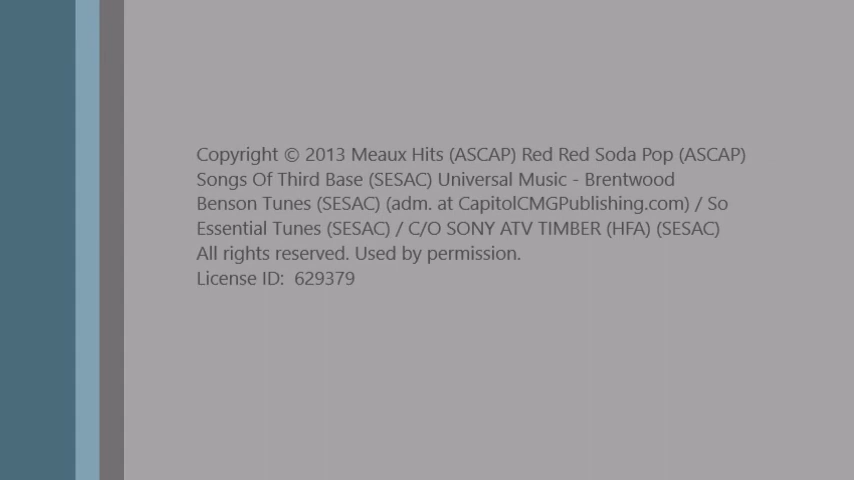 Copyright © 2013 Meaux Hits (ASCAP) Red Red Soda Pop (ASCAP)
Songs Of Third Base (SESAC) Universal Music - Brentwood
Benson Tunes (SESAC) (adm. at CapitolCMGPublishing.com) / So
Essential Tunes (SESAC) / C/O SONY ATV TIMBER (HFA) (SESAC)
All rights reserved. Used by permission.
License ID:  629379